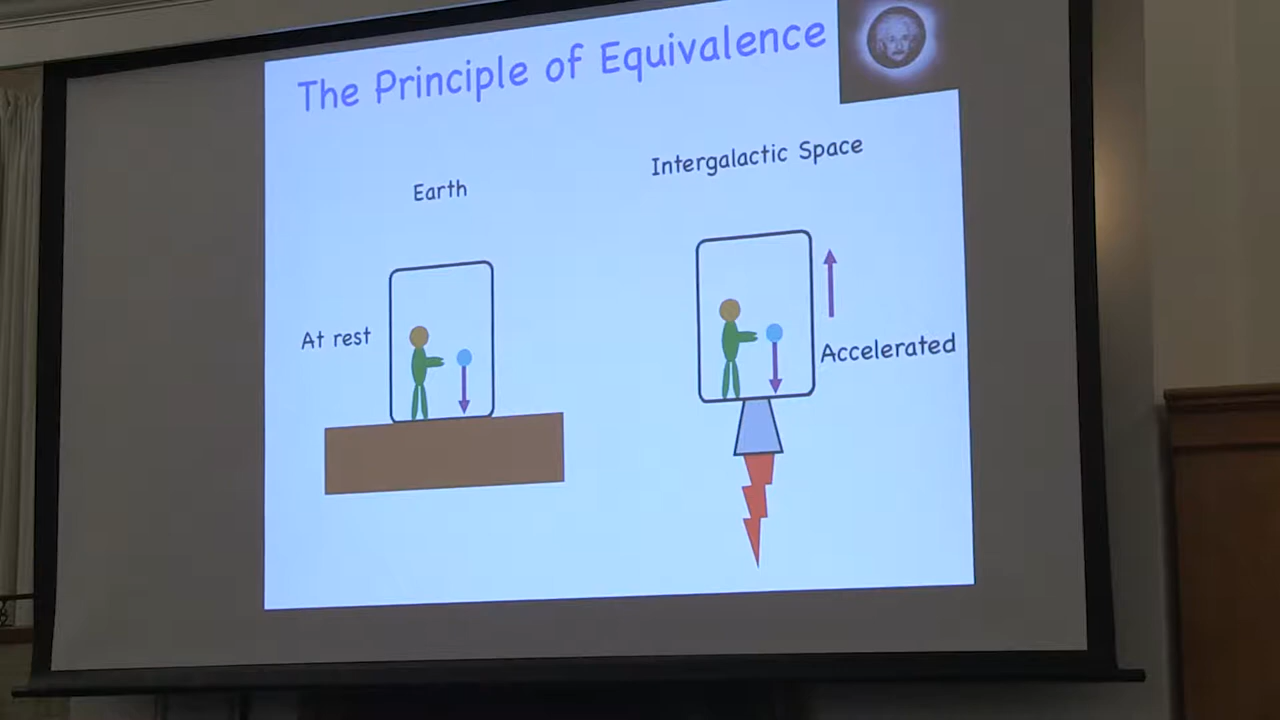 The Principle of Equivalence
Intergalactic Space
Earth
At rest
Accelerated